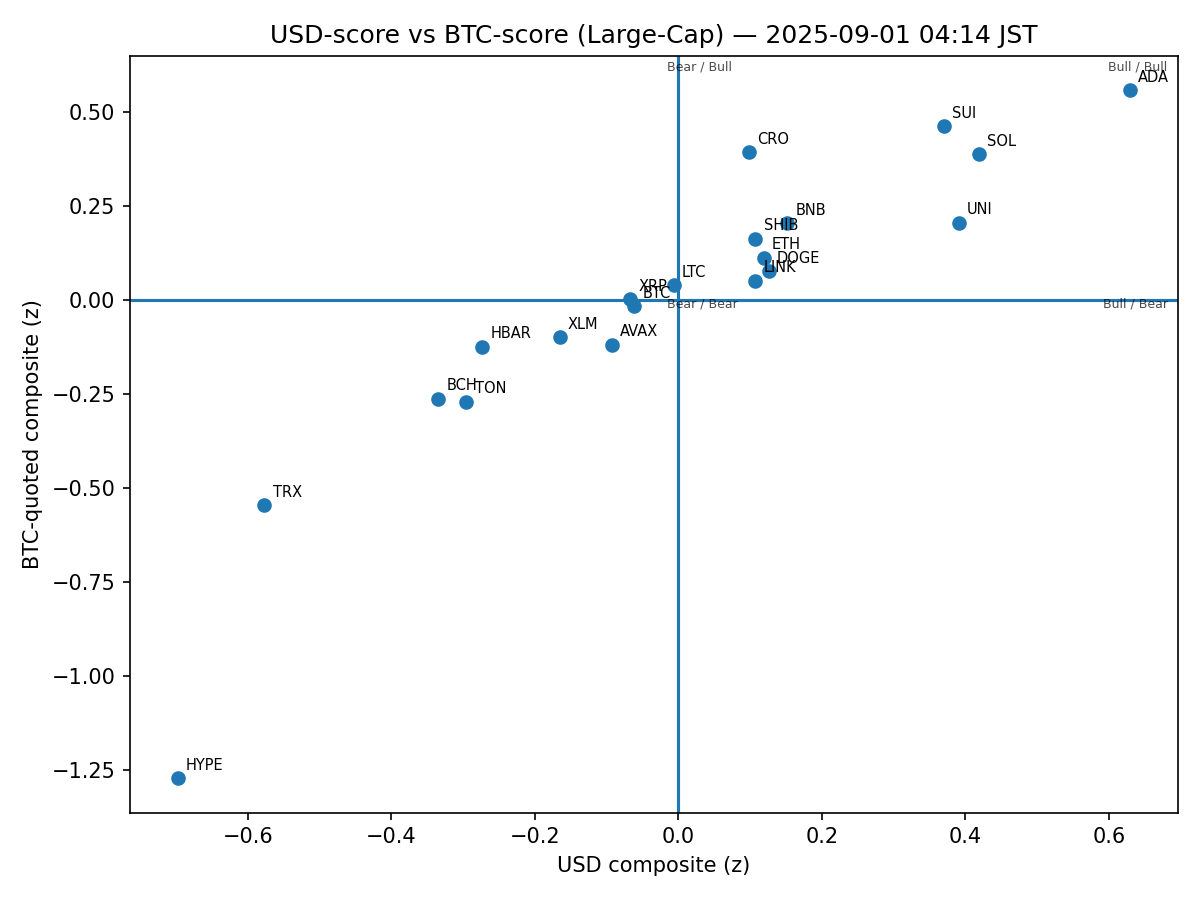 USD-score vs BTC-score (Large-Cap) — 2025-09-01 04:14 JST
Bear / Bull
Bull / Bull
ADA
SUI
CRO
SOL
UNI
BNB
SHIB
ETH
DOGE
LINK
LTC
XRP
BTC
Bear / Bear
Bull / Bear
XLM
AVAX
HBAR
BCH
TON
TRX
HYPE
0.50
0.25
0.00
−0.25
−0.50
−0.75
−1.00
−1.25
BTC-quoted composite (z)
−0.6
−0.4
−0.2
0.0
0.2
0.4
0.6
USD composite (z)